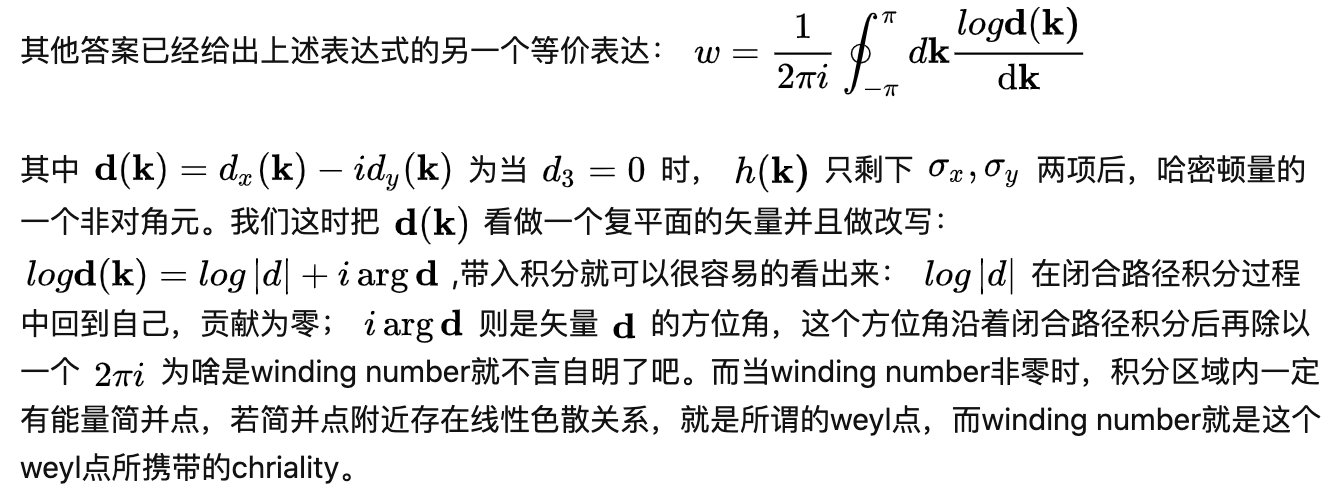 其他答案已经给出上述表达式的另一个等价表达： $w = \frac{1}{2\pi i} \oint_{-\pi}^{\pi} d\mathbf{k} \frac{log\mathbf{d}(\mathbf{k})}{\mathrm{d}\mathbf{k}}$
其中 $\mathbf{d}(\mathbf{k}) = d_x(\mathbf{k}) - id_y(\mathbf{k})$ 为当 $d_3 = 0$ 时， $h(\mathbf{k})$ 只剩下 $\sigma_x, \sigma_y$ 两项后，哈密顿量的
一个非对角元。我们这时把 $\mathbf{d}(\mathbf{k})$ 看做一个复平面的矢量并且做改写：
$log\mathbf{d}(\mathbf{k}) = log|d| + i\arg\mathbf{d}$ ,带入积分就可以很容易的看出来： $log|d|$ 在闭合路径积分过程
中回到自己，贡献为零； $i\arg\mathbf{d}$ 则是矢量 $\mathbf{d}$ 的方位角，这个方位角沿着闭合路径积分后再除以
一个 $2\pi i$ 为啥是winding number就不言自明了吧。而当winding number非零时，积分区域内一定
有能量简并点，若简并点附近存在线性色散关系，就是所谓的weyl点，而winding number就是这个
weyl点所携带的chriality。